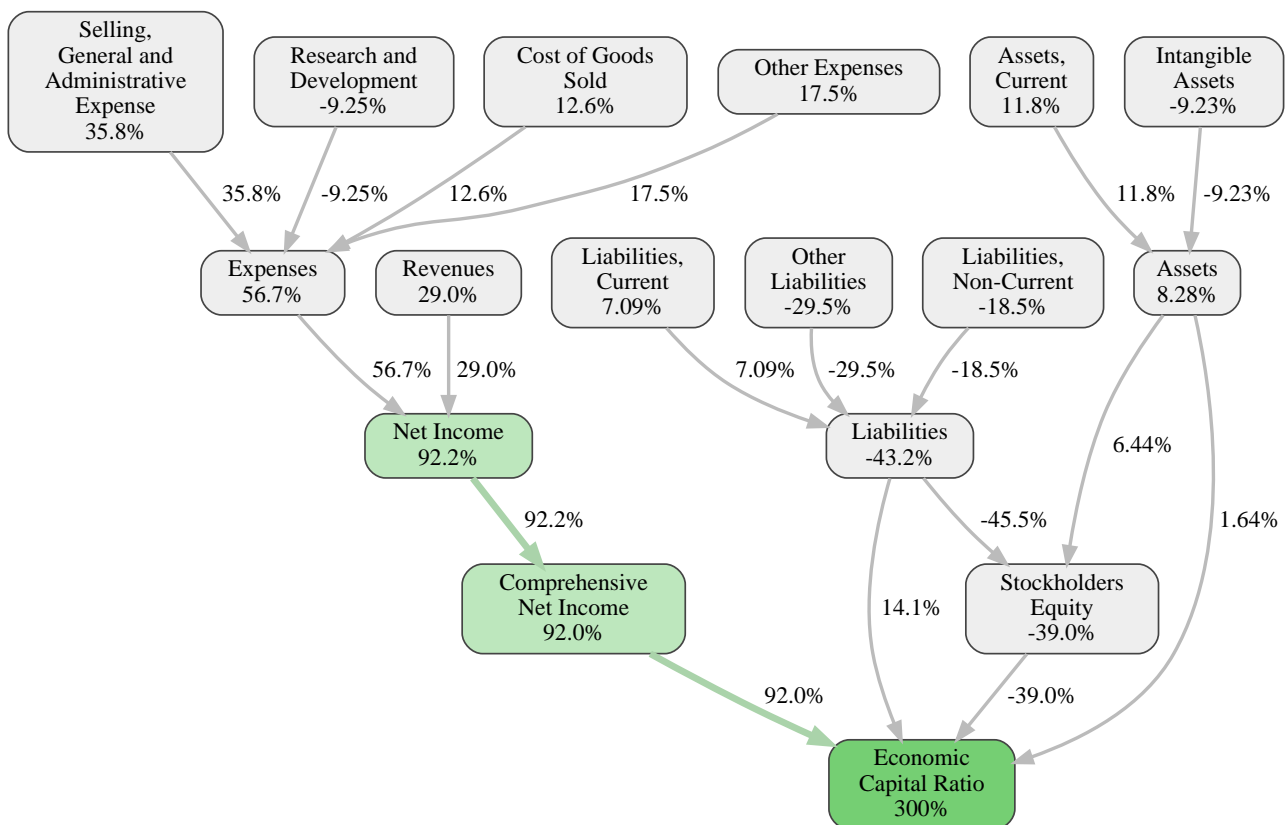 Selling,
General and
Administrative
Expense
35.8%
Research and
Development
-9.25%
Cost of Goods
Sold
12.6%
Other Expenses
17.5%
Assets,
Current
11.8%
Intangible
Assets
-9.23%
35.8%
-9.25%
12.6%
17.5%
11.8%
-9.23%
Expenses
56.7%
Revenues
29.0%
Liabilities,
Current
7.09%
Other
Liabilities
-29.5%
Liabilities,
Non-Current
-18.5%
Assets
8.28%
56.7%
29.0%
7.09%
-29.5%
-18.5%
Net Income
92.2%
Liabilities
-43.2%
6.44%
92.2%
-45.5%
1.64%
Comprehensive
Net Income
92.0%
14.1%
Stockholders
Equity
-39.0%
92.0%
-39.0%
Economic
Capital Ratio
300%